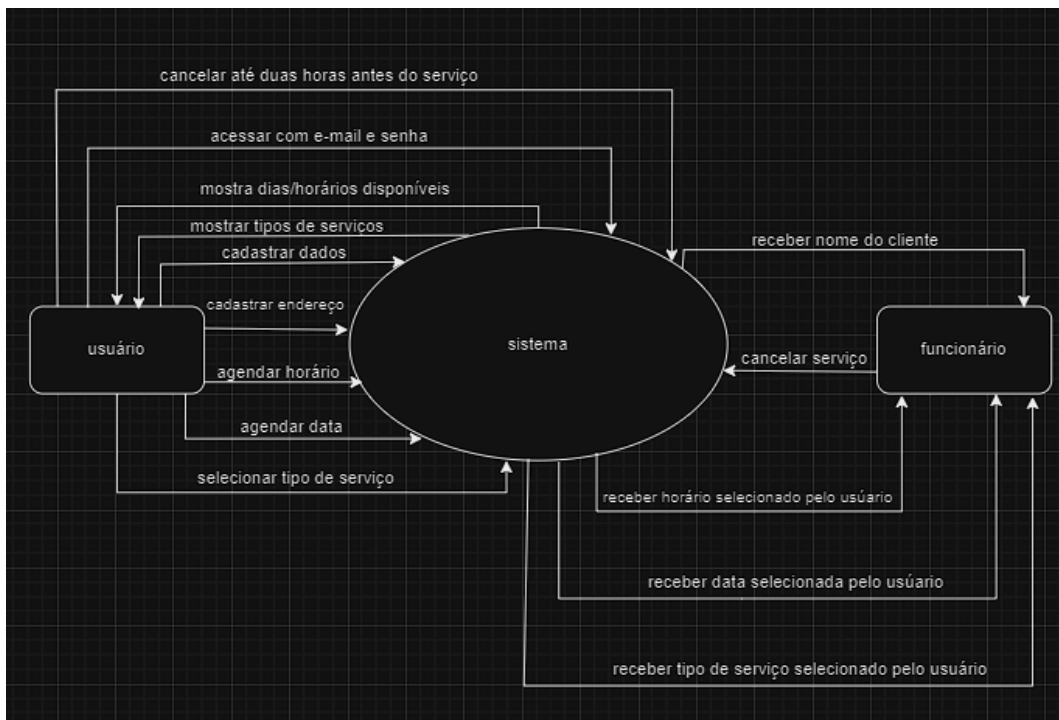 cancelar até duas horas antes do serviço
acessar com e-mail e senha
mostra dias/horários disponíveis
mostrar tipos de serviços
cadastrar dados
receber nome do cliente
cadastrar endereço
usuário
sistema
funcionário
cancelar serviço
agendar horário
agendar data
selecionar tipo de serviço
receber horário selecionado pelo usúario
receber data selecionada pelo usúario
receber tipo de serviço selecionado pelo usuário